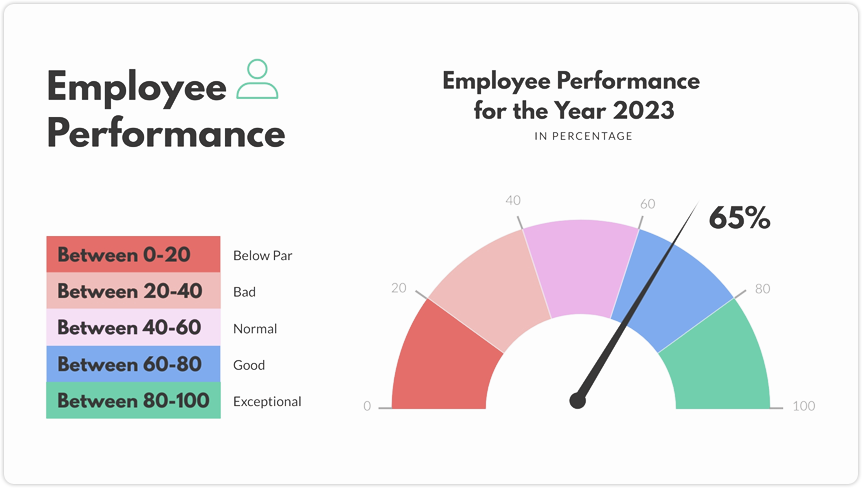 Employee
Performance
Employee Performance
for the Year 2023
IN PERCENTAGE
Between 0-20 Below Par
Between 20-40 Bad
Between 40-60 Normal
Between 60-80 Good
Between 80-100 Exceptional
0
20
40
60
65%
80
100